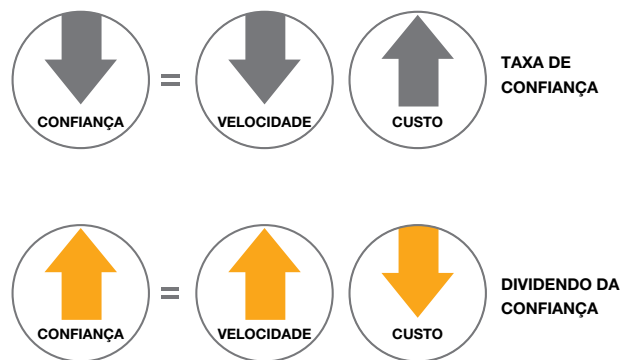 CONFIANÇA
=
VELOCIDADE
CUSTO
TAXA DE
CONFIANÇA
CONFIANÇA
=
VELOCIDADE
CUSTO
DIVIDENDO DA
CONFIANÇA